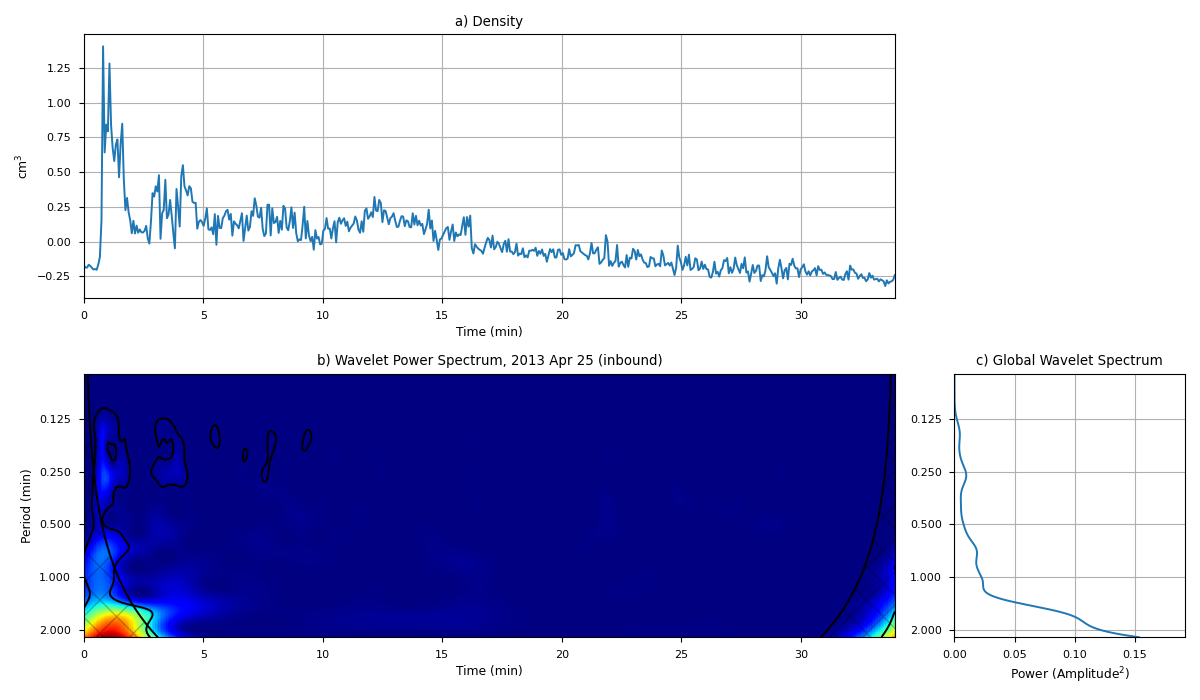 a) Density
1.25
1.00
0.75
0.50
0.25
0.00
−0.25
cm³
0 5 10 15 20 25 30
Time (min)
b) Wavelet Power Spectrum, 2013 Apr 25 (inbound)
0.125
0.250
0.500
1.000
2.000
Period (min)
0 5 10 15 20 25 30
Time (min)
c) Global Wavelet Spectrum
0.125
0.250
0.500
1.000
2.000
0.00 0.05 0.10 0.15
Power (Amplitude²)